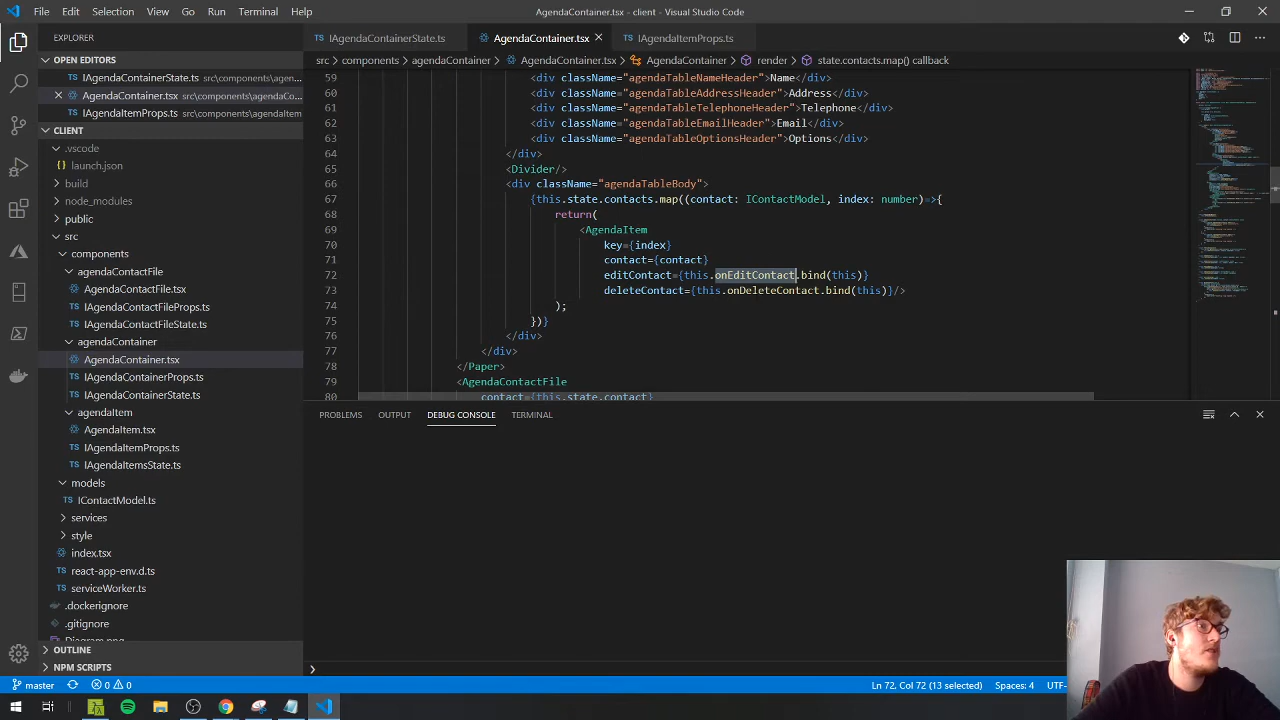 File Edit Selection View Go Run Terminal Help
AgendaContainer.tsx - client - Visual Studio Code
EXPLORER
IAgendaContainerState.ts
AgendaContainer.tsx
IAgendaItemProps.ts
OPEN EDITORS
IAgendaContainerState.ts src\components\agen...
AgendaContainer.tsx src\components\agendaCo...
IAgendaItemProps.ts src\components\agendaItem
CLIENT
.vscode
launch.json
build
node_modules
public
src
components
agendaContactFile
AgendaContactFile.tsx
IAgendaContactFileProps.ts
IAgendaContactFileState.ts
agendaContainer
AgendaContainer.tsx
IAgendaContainerProps.ts
IAgendaContainerState.ts
agendaItem
AgendaItem.tsx
IAgendaItemProps.ts
IAgendaItemsState.ts
models
IContactModel.ts
services
style
index.tsx
react-app-env.d.ts
serviceWorker.ts
.dockerignore
.gitignore
Diagram.png
OUTLINE
NPM SCRIPTS
src > components > agendaContainer > AgendaContainer.tsx > AgendaContainer > render > state.contacts.map() callback
59 <div className="agendaTableNameHeader">Name</div>
60 <div className="agendaTableAddressHeader">Address</div>
61 <div className="agendaTableTelephoneHeader">Telephone</div>
62 <div className="agendaTableEmailHeader">Email</div>
63 <div className="agendaTableOptionsHeader">Options</div>
64 </div>
65 <Divider/>
66 <div className="agendaTableBody">
67 {this.state.contacts.map((contact: IContactModel, index: number)=>{
68 return(
69 <AgendaItem
70 key={index}
71 contact={contact}
72 editContact={this.onEditContact.bind(this)}
73 deleteContact={this.onDeleteContact.bind(this)}/>
74 );
75 })}
76 </div>
77 </div>
78 </Paper>
79 <AgendaContactFile
80 contact={this.state.contact}
PROBLEMS OUTPUT DEBUG CONSOLE TERMINAL
master
0 0
Ln 72, Col 72 (13 selected)
Spaces: 4
UTF-